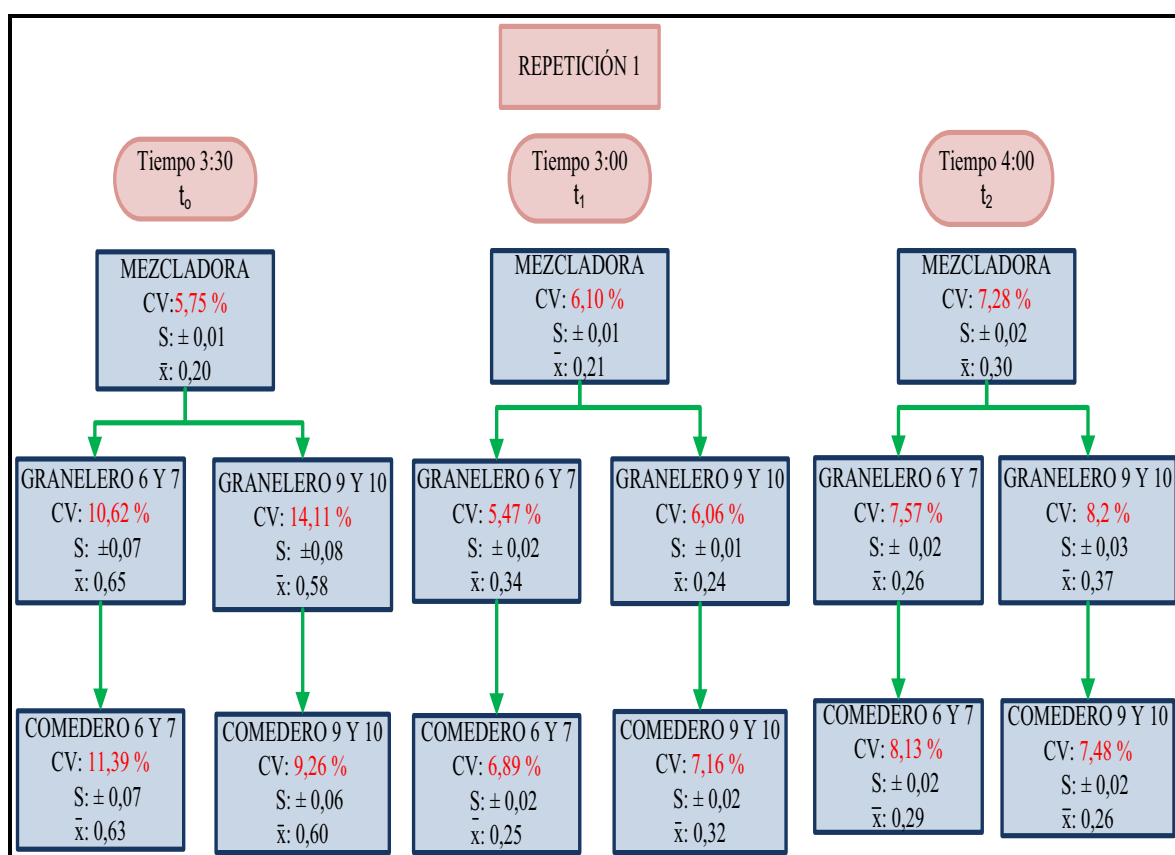 REPETICIÓN 1
Tiempo 3:30
t₀
Tiempo 3:00
t₁
Tiempo 4:00
t₂
MEZCLADORA
CV:5,75 %
S: ± 0,01
x̄: 0,20
MEZCLADORA
CV: 6,10 %
S: ± 0,01
x̄: 0,21
MEZCLADORA
CV: 7,28 %
S: ± 0,02
x̄: 0,30
GRANELERO 6 Y 7
CV: 10,62 %
S: ±0,07
x̄: 0,65
GRANELERO 9 Y 10
CV: 14,11 %
S: ±0,08
x̄: 0,58
GRANELERO 6 Y 7
CV: 5,47 %
S: ± 0,02
x̄: 0,34
GRANELERO 9 Y 10
CV: 6,06 %
S: ± 0,01
x̄: 0,24
GRANELERO 6 Y 7
CV: 7,57 %
S: ± 0,02
x̄: 0,26
GRANELERO 9 Y 10
CV: 8,2 %
S: ± 0,03
x̄: 0,37
COMEDERO 6 Y 7
CV: 11,39 %
S: ± 0,07
x̄: 0,63
COMEDERO 9 Y 10
CV: 9,26 %
S: ± 0,06
x̄: 0,60
COMEDERO 6 Y 7
CV: 6,89 %
S: ± 0,02
x̄: 0,25
COMEDERO 9 Y 10
CV: 7,16 %
S: ± 0,02
x̄: 0,32
COMEDERO 6 Y 7
CV: 8,13 %
S: ± 0,02
x̄: 0,29
COMEDERO 9 Y 10
CV: 7,48 %
S: ± 0,02
x̄: 0,26